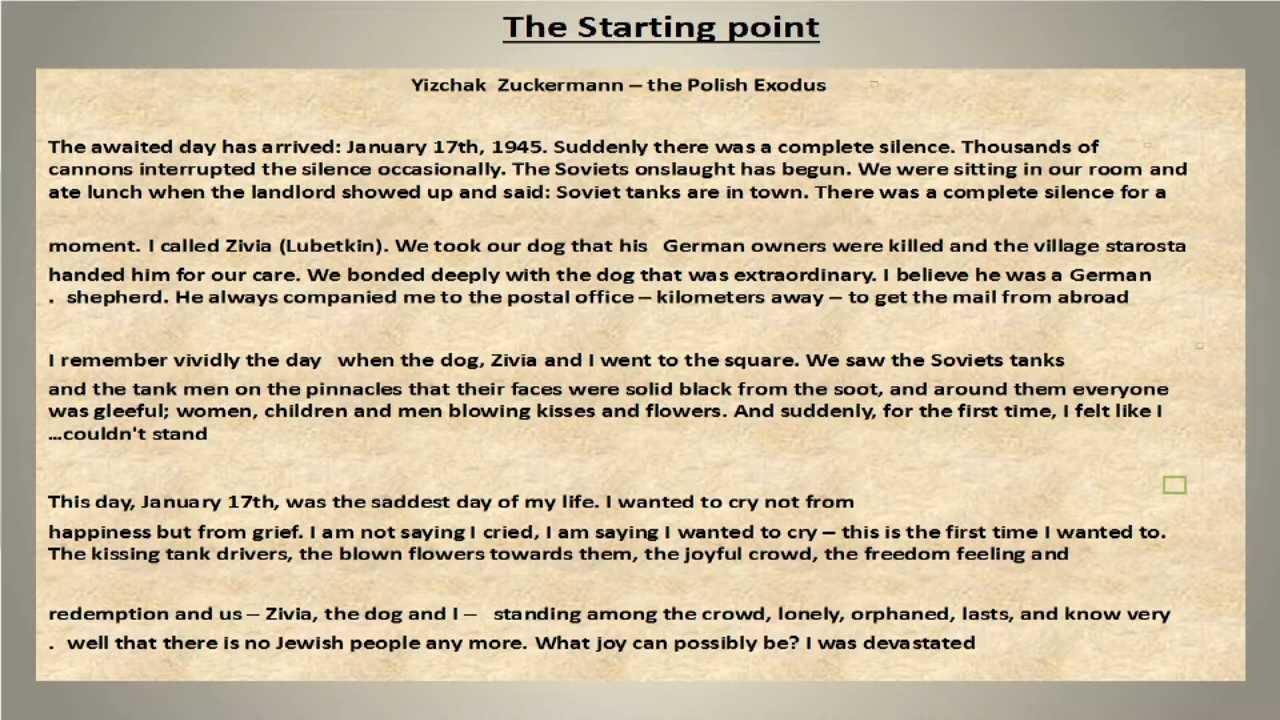 The Starting point
Yizchak Zuckermann – the Polish Exodus
The awaited day has arrived: January 17th, 1945. Suddenly there was a complete silence. Thousands of
cannons interrupted the silence occasionally. The Soviets onslaught has begun. We were sitting in our room and
ate lunch when the landlord showed up and said: Soviet tanks are in town. There was a complete silence for a
moment. I called Zivia (Lubetkin). We took our dog that his German owners were killed and the village starosta
handed him for our care. We bonded deeply with the dog that was extraordinary. I believe he was a German
. shepherd. He always companied me to the postal office – kilometers away – to get the mail from abroad
I remember vividly the day when the dog, Zivia and I went to the square. We saw the Soviets tanks
and the tank men on the pinnacles that their faces were solid black from the soot, and around them everyone
was gleeful; women, children and men blowing kisses and flowers. And suddenly, for the first time, I felt like I
...couldn't stand
This day, January 17th, was the saddest day of my life. I wanted to cry not from
happiness but from grief. I am not saying I cried, I am saying I wanted to cry – this is the first time I wanted to.
The kissing tank drivers, the blown flowers towards them, the joyful crowd, the freedom feeling and
redemption and us – Zivia, the dog and I – standing among the crowd, lonely, orphaned, lasts, and know very
. well that there is no Jewish people any more. What joy can possibly be? I was devastated